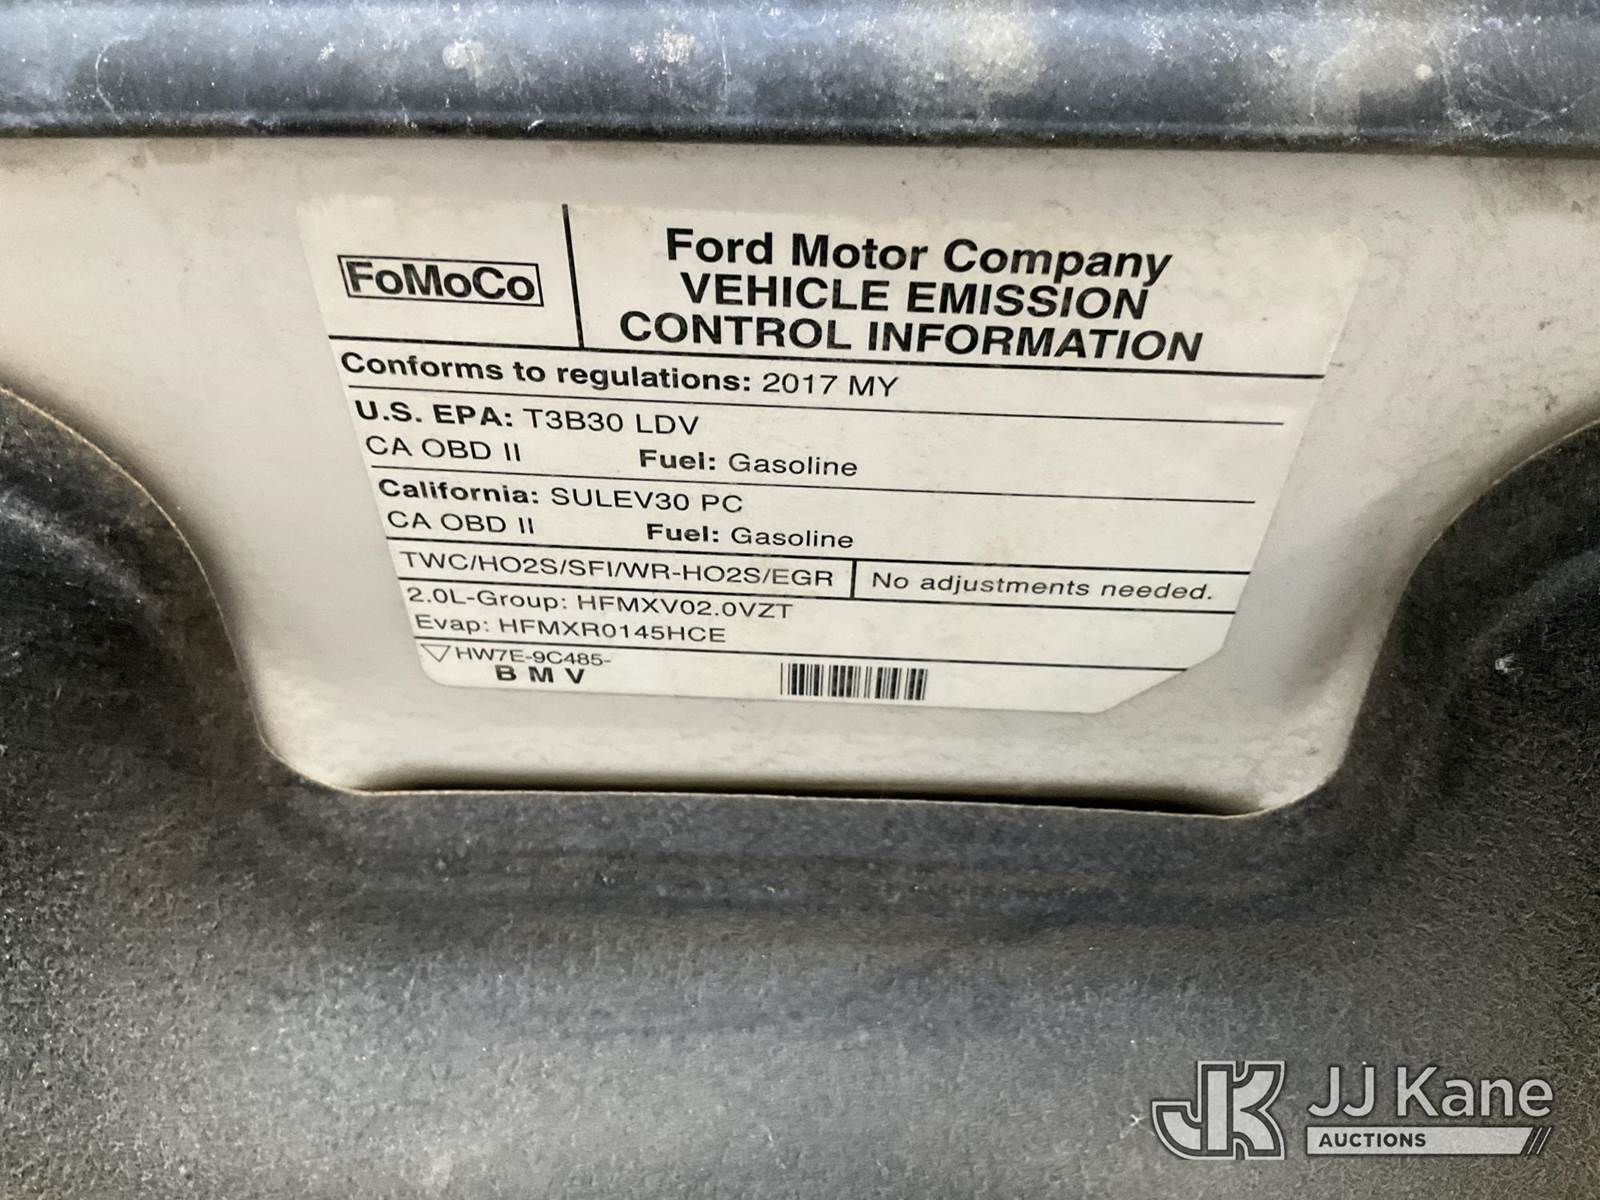 FoMoCo
Ford Motor Company
VEHICLE EMISSION
CONTROL INFORMATION
Conforms to regulations: 2017 MY
U.S. EPA: T3B30 LDV
CA OBD II Fuel: Gasoline
California: SULEV30 PC
CA OBD II Fuel: Gasoline
TWC/HO2S/SFI/WR-HO2S/EGR No adjustments needed.
2.0L-Group: HFMXV02.0VZT
Evap: HFMXR0145HCE
HW7E-9C485-
B M V
JK JJ Kane
AUCTIONS